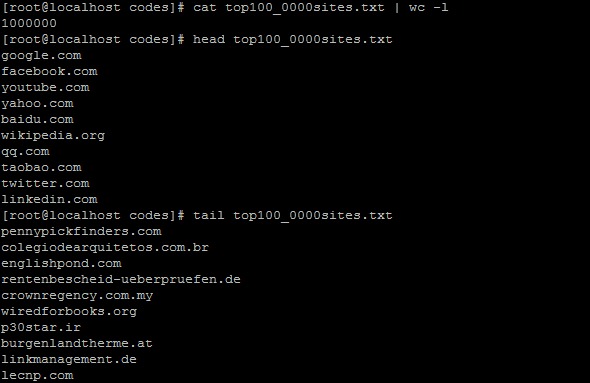 [root@localhost codes]# cat top100_0000sites.txt | wc -l
1000000
[root@localhost codes]# head top100_0000sites.txt
google.com
facebook.com
youtube.com
yahoo.com
baidu.com
wikipedia.org
qq.com
taobao.com
twitter.com
linkedin.com
[root@localhost codes]# tail top100_0000sites.txt
pennypickfinders.com
colegiodearquitetos.com.br
englishpond.com
rentenbescheid-ueberpruefen.de
crownregency.com.my
wiredforbooks.org
p30star.ir
burgenlandtherme.at
linkmanagement.de
lecnp.com